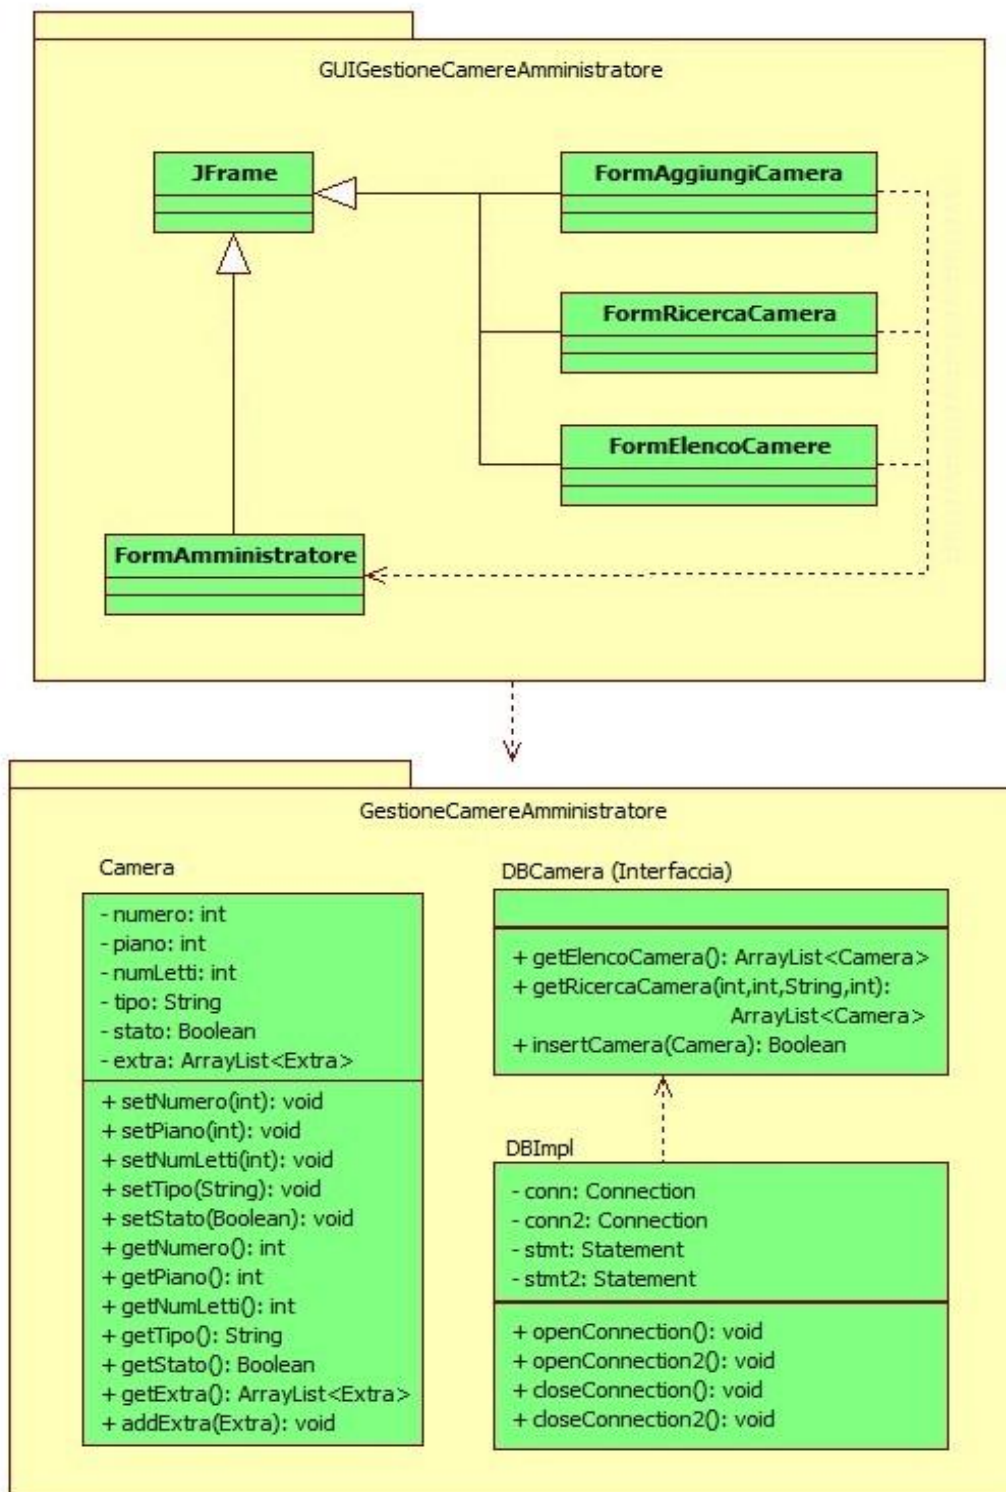 GUIGestioneCamereAmministratore
JFrame
FormAggiungiCamera
FormRicercaCamera
FormElencoCamere
FormAmministratore
GestioneCamereAmministratore
Camera
- numero: int
- piano: int
- numLetti: int
- tipo: String
- stato: Boolean
- extra: ArrayList<Extra>
+ setNumero(int): void
+ setPiano(int): void
+ setNumLetti(int): void
+ setTipo(String): void
+ setStato(Boolean): void
+ getNumero(): int
+ getPiano(): int
+ getNumLetti(): int
+ getTipo(): String
+ getStato(): Boolean
+ getExtra(): ArrayList<Extra>
+ addExtra(Extra): void
DBCamera (Interfaccia)
+ getElencoCamera(): ArrayList<Camera>
+ getRicercaCamera(int,int,String,int):
ArrayList<Camera>
+ insertCamera(Camera): Boolean
DBImpl
- conn: Connection
- conn2: Connection
- stmt: Statement
- stmt2: Statement
+ openConnection(): void
+ openConnection2(): void
+ closeConnection(): void
+ closeConnection2(): void